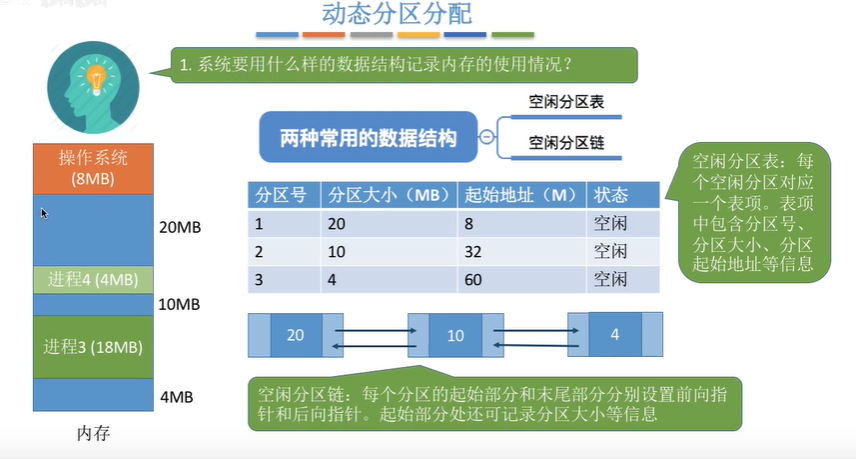 动态分区分配
1. 系统要用什么样的数据结构记录内存的使用情况？
两种常用的数据结构
空闲分区表
空闲分区链
操作系统
(8MB)
20MB
进程4 (4MB)
10MB
进程3 (18MB)
4MB
内存
分区号 分区大小（MB） 起始地址（M） 状态
1 20 8 空闲
2 10 32 空闲
3 4 60 空闲
空闲分区表：每
个空闲分区对应
一个表项。表项
中包含分区号、
分区大小、分区
起始地址等信息
20 10 4
空闲分区链：每个分区的起始部分和末尾部分分别设置前向指
针和后向指针。起始部分处还可记录分区大小等信息